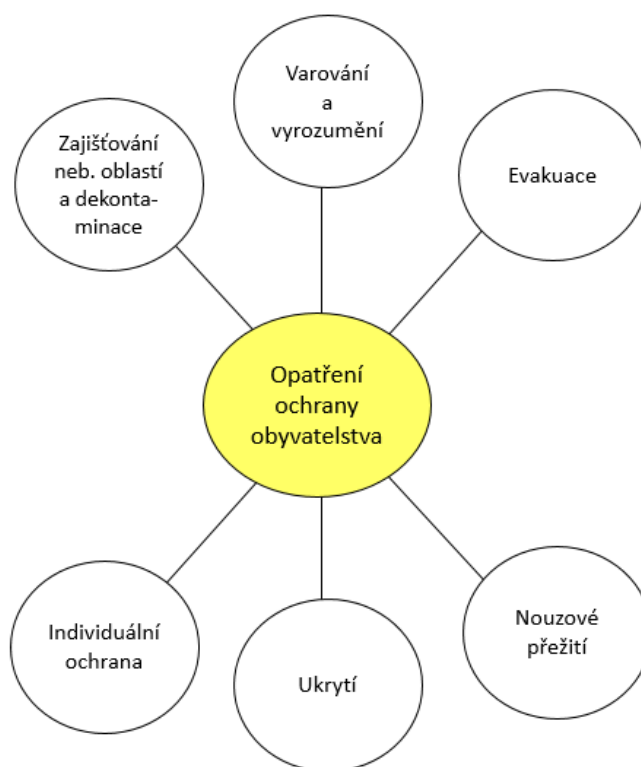 Varování
a
vyrozumění
Zajišťování
neb. oblastí
a dekonta-
minace
Evakuace
Opatření
ochrany
obyvatelstva
Individuální
ochrana
Ukrytí
Nouzové
přežití